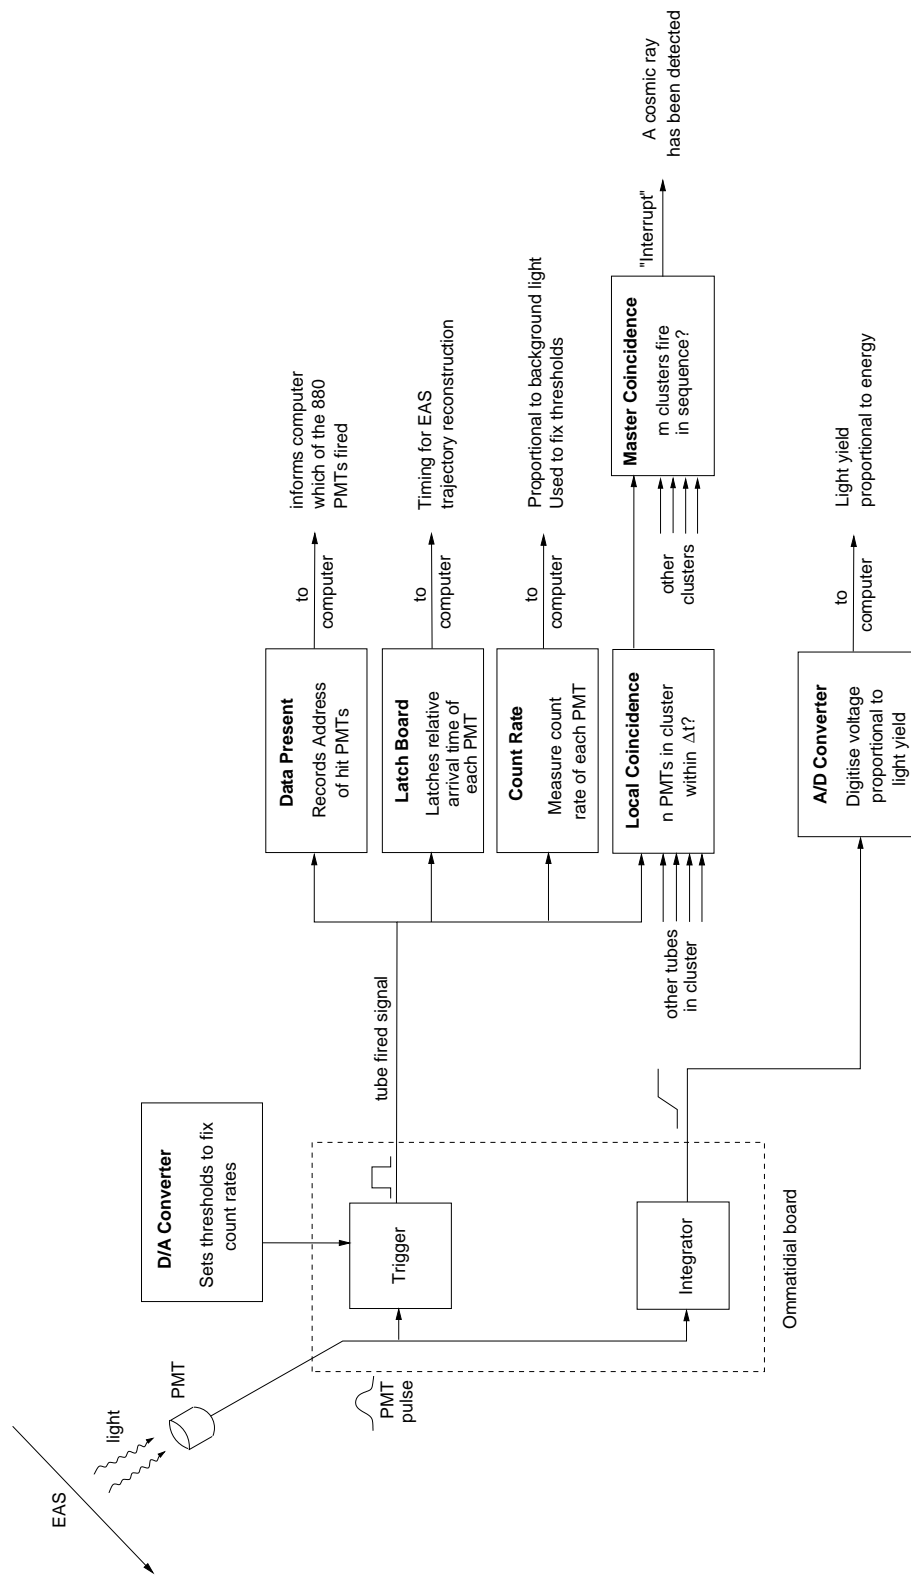 EAS
light
PMT
PMT
pulse
D/A Converter
Sets thresholds to fix
count rates
Trigger
Integrator
Ommatidial board
tube fired signal
other tubes
in cluster
Data Present
Records Address
of hit PMTs
to
computer
informs computer
which of the 880
PMTs fired
Latch Board
Latches relative
arrival time of
each PMT
to
computer
Timing for EAS
trajectory reconstruction
Count Rate
Measure count
rate of each PMT
to
computer
Proportional to background light
Used to fix thresholds
Local Coincidence
n PMTs in cluster
within Δt?
other
clusters
Master Coincidence
m clusters fire
in sequence?
"Interrupt"
A cosmic ray
has been detected
A/D Converter
Digitise voltage
proportional to
light yield
to
computer
Light yield
proportional to energy